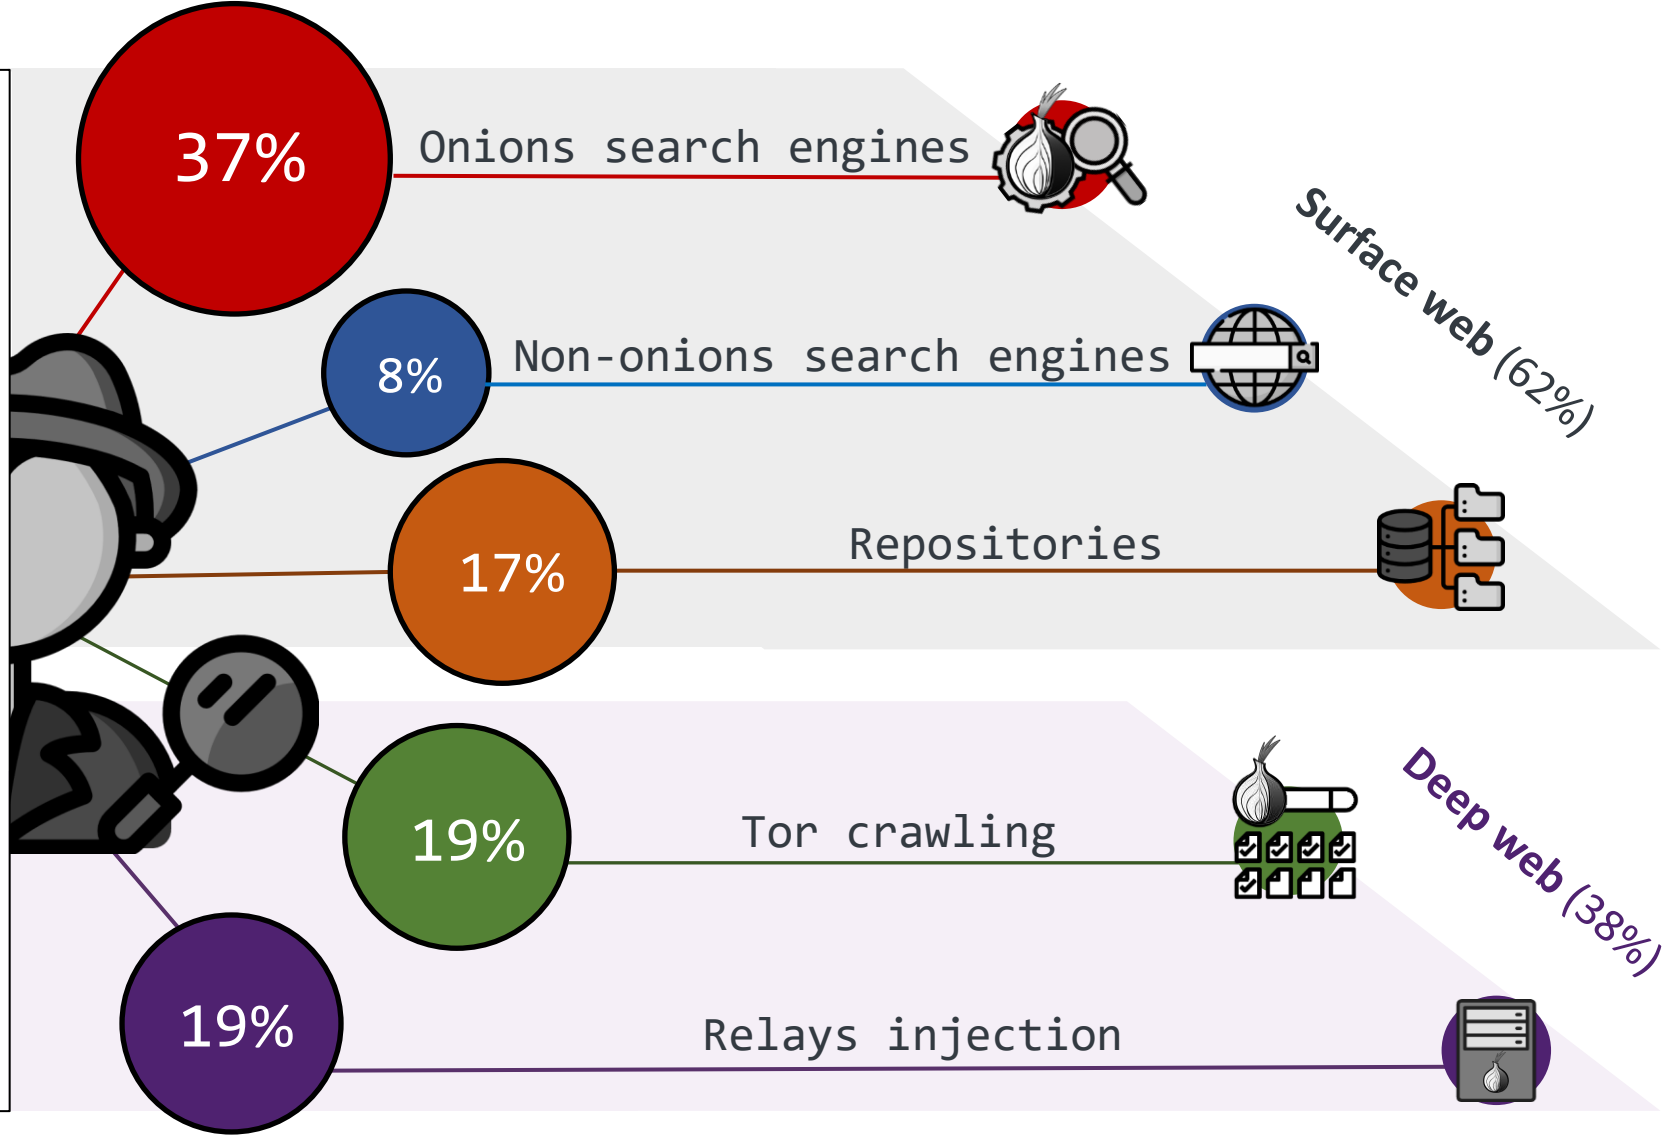 37%
Onions search engines
8%
Non-onions search engines
17%
Repositories
Surface web (62%)
19%
Tor crawling
19%
Relays injection
Deep web (38%)